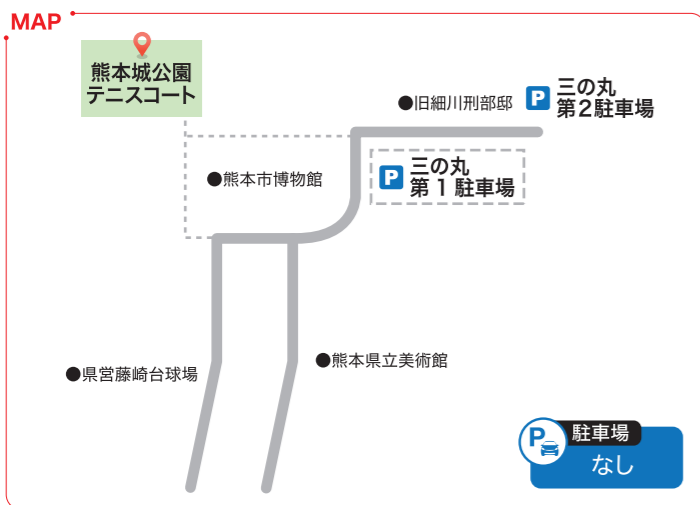 MAP
熊本城公園
テニスコート
●旧細川刑部邸
P 三の丸
第2駐車場
●熊本市博物館
P 三の丸
第1駐車場
●県営藤崎台球場
●熊本県立美術館
P 駐車場
なし